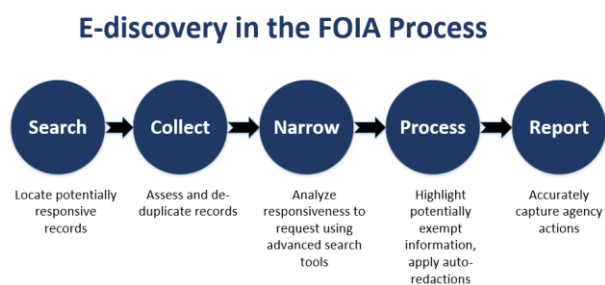 E-discovery in the FOIA Process
Search
Collect
Narrow
Process
Report
Locate potentially
responsive
records
Assess and de-
duplicate records
Analyze
responsiveness to
request using
advanced search
tools
Highlight
potentially
exempt
information,
apply auto-
redactions
Accurately
capture agency
actions